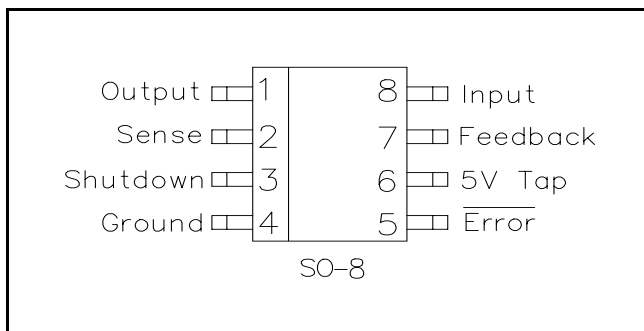 Output 1 8 Input
Sense 2 7 Feedback
Shutdown 3 6 5V Tap
Ground 4 5 Error
SO-8